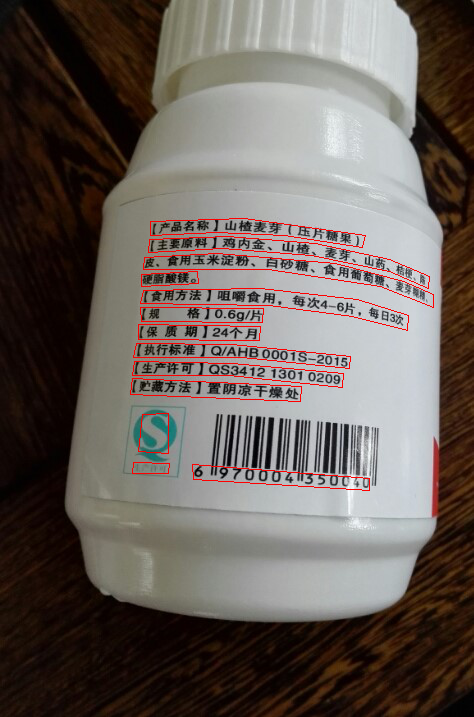 【产品名称】山楂麦芽(压片糖果)
【主要原料】鸡内金、山楂、麦芽、山药、桔梗、陈
皮、食用玉米淀粉、白砂糖、食用葡萄糖、麦芽糊精、
硬脂酸镁。
【食用方法】咀嚼食用,每次4-6片,每日3次
【规 格】0.6g/片
【保 质 期】24个月
【执行标准】Q/AHB 0001S-2015
【生产许可】QS3412 1301 0209
【贮藏方法】置阴凉干燥处
S
生产许可
6 970004 350040